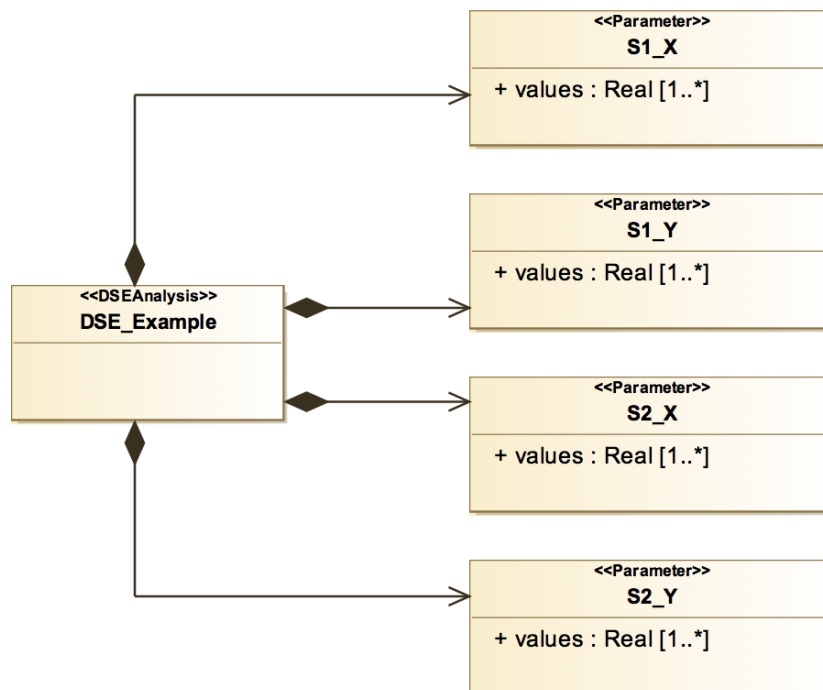 <<Parameter>>
S1_X
+ values : Real [1..*]
<<Parameter>>
S1_Y
+ values : Real [1..*]
<<DSEAnalysis>>
DSE_Example
<<Parameter>>
S2_X
+ values : Real [1..*]
<<Parameter>>
S2_Y
+ values : Real [1..*]